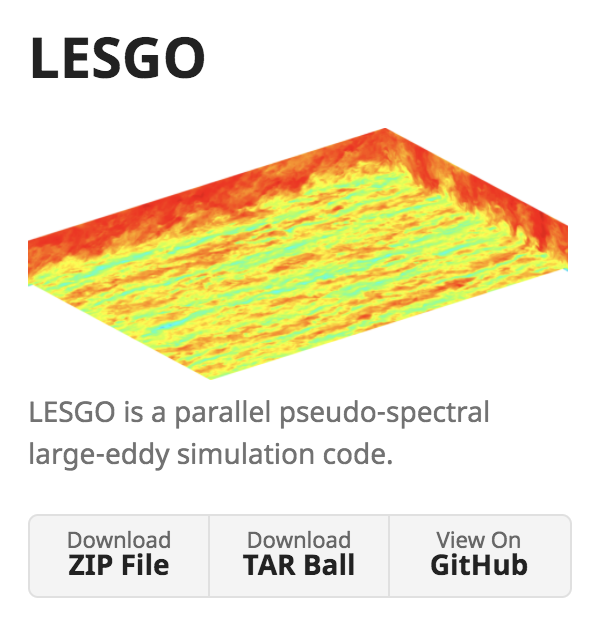 LESGO
LESGO is a parallel pseudo-spectral
large-eddy simulation code.
Download
ZIP File
Download
TAR Ball
View On
GitHub